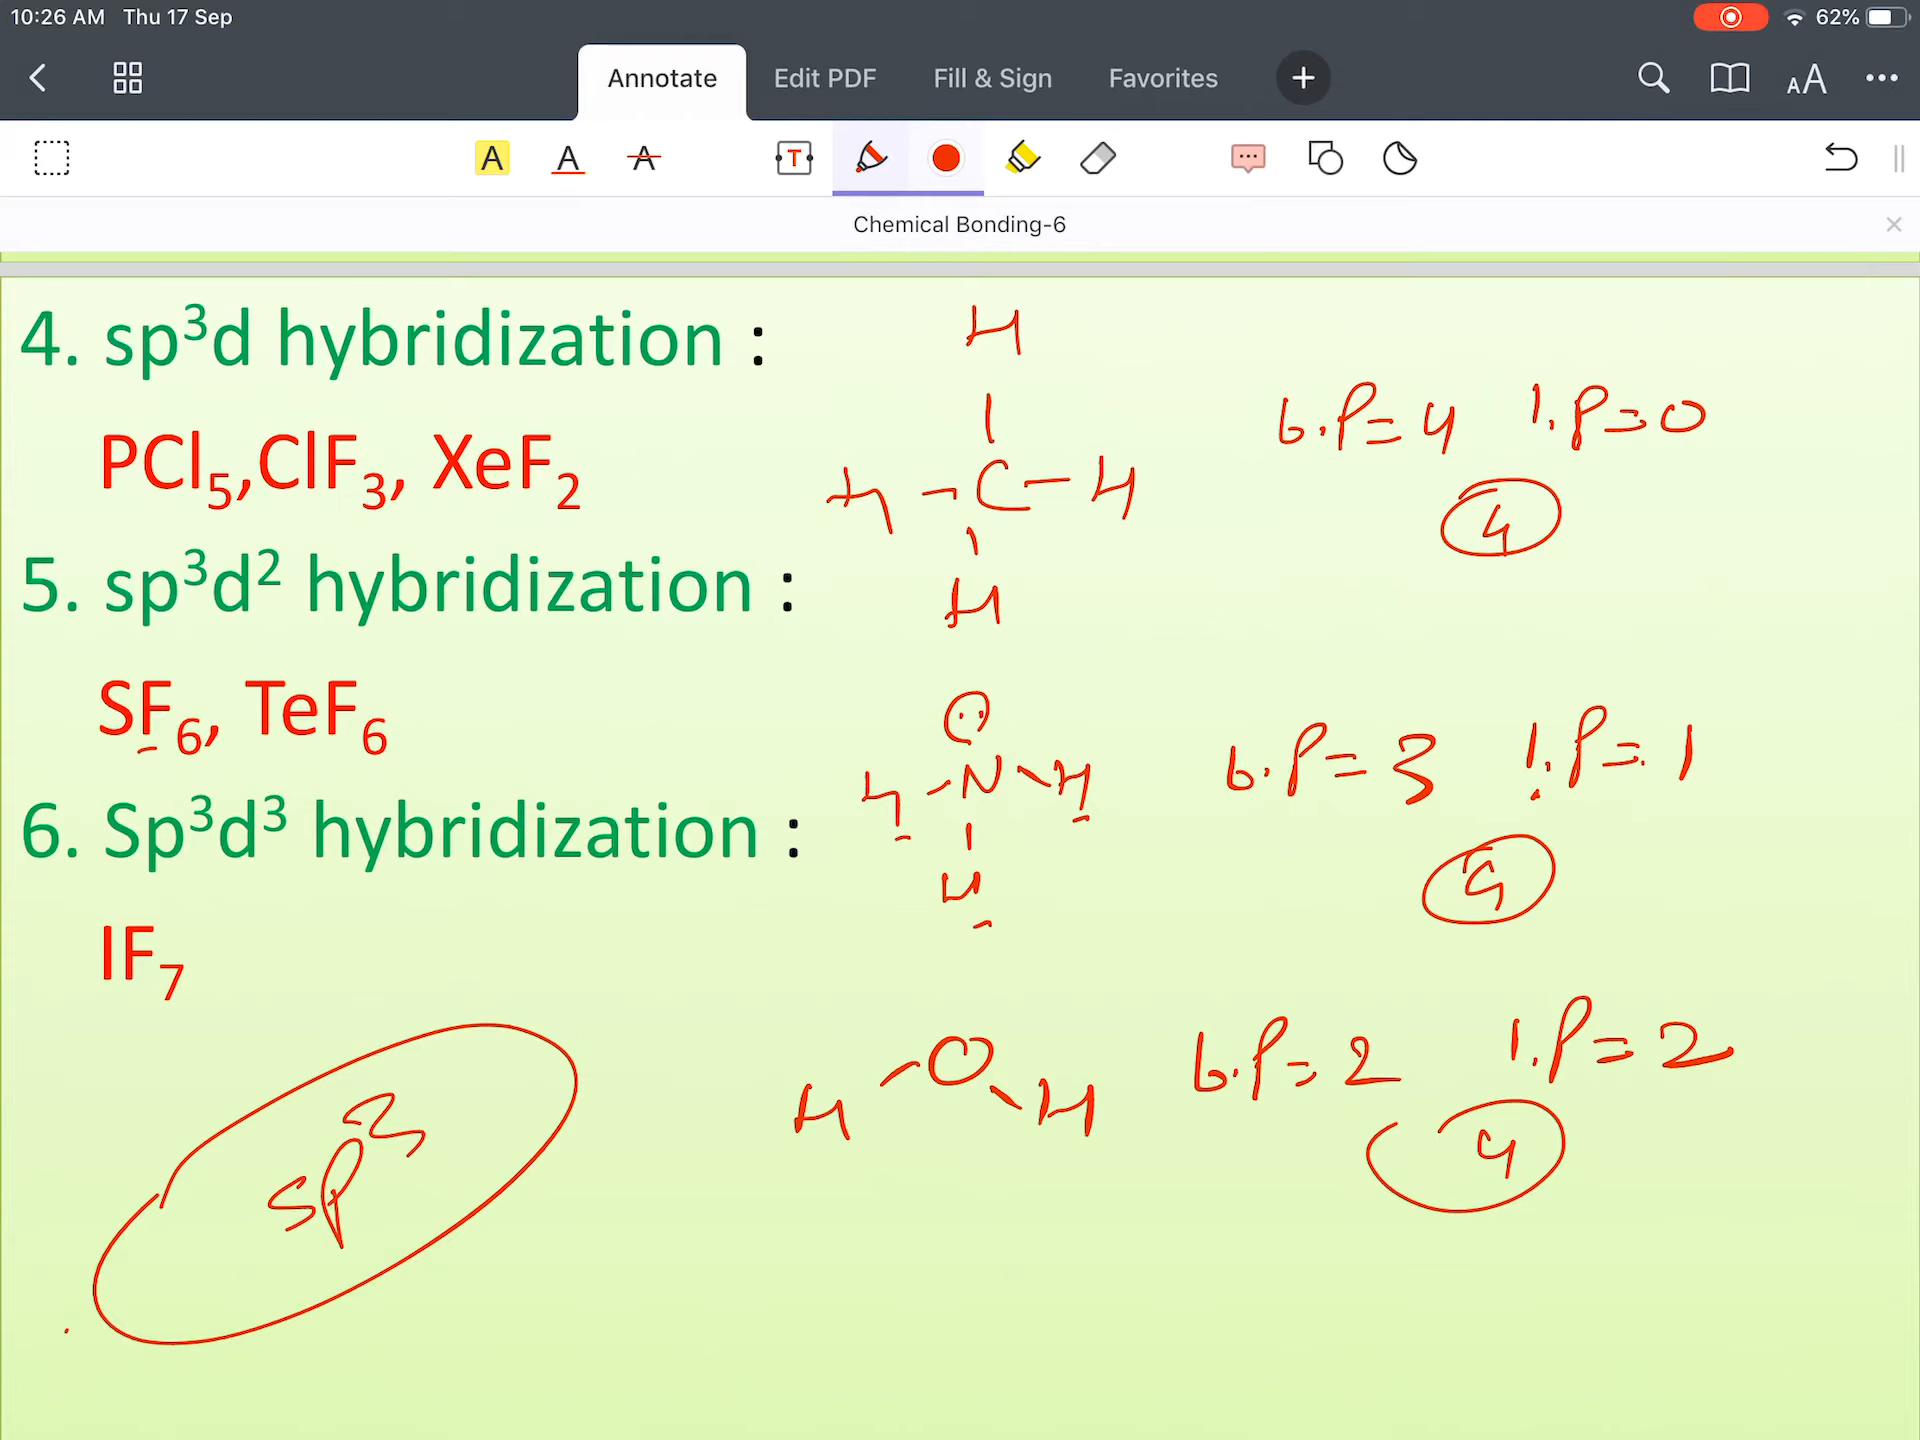 10:26 AM Thu 17 Sep 62%
Annotate Edit PDF Fill & Sign Favorites
Chemical Bonding-6
4. sp³d hybridization :
PCl₅,ClF₃, XeF₂
5. sp³d² hybridization :
SF₆, TeF₆
6. Sp³d³ hybridization :
IF₇
sp³
H
|
H - C - H
|
H
b.P = 4 l.P = 0
4
..
H - N - H
|
H
b.P = 3 l.P = 1
4
H - O - H
b.P = 2 l.P = 2
4